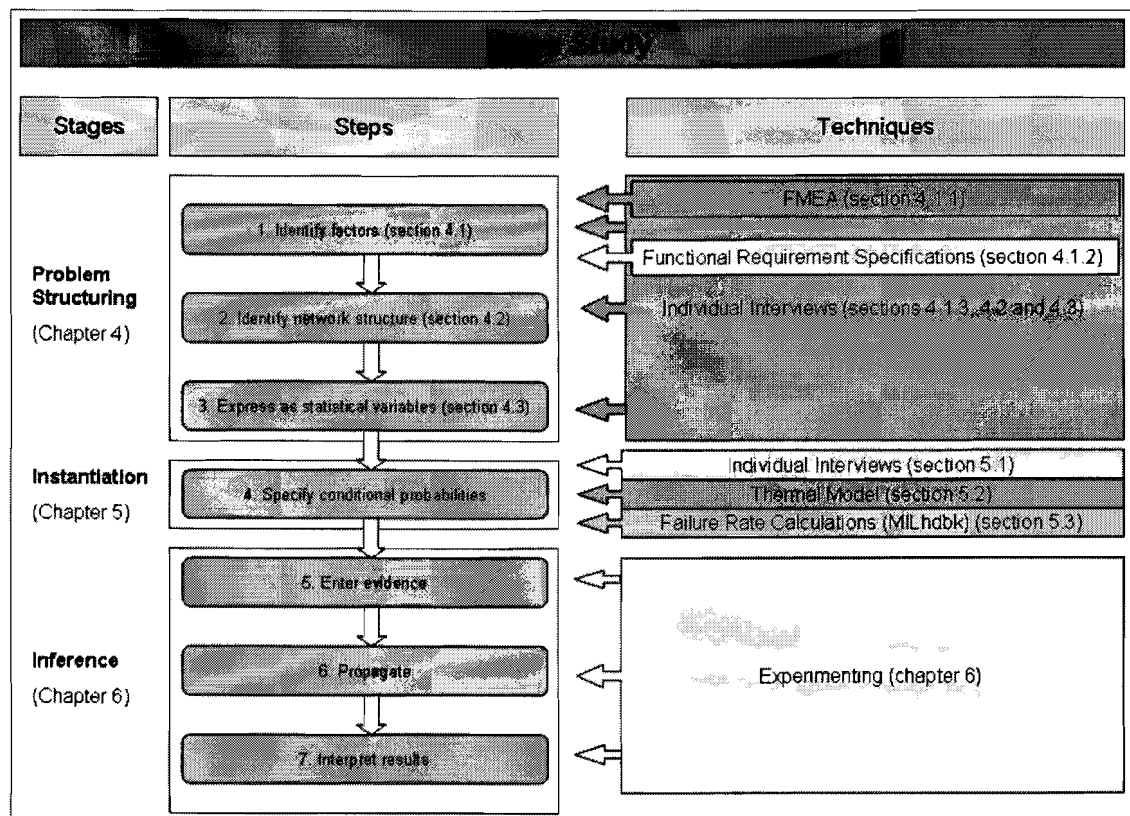 Study
Stages
Steps
Techniques
Problem
Structuring
(Chapter 4)
1. Identify factors (section 4.1)
2. Identify network structure (section 4.2)
3. Express as statistical variables (section 4.3)
FMEA (section 4.1.1)
Functional Requirement Specifications (section 4.1.2)
Individual Interviews (sections 4.1.3, 4.2 and 4.3)
Instantiation
(Chapter 5)
4. Specify conditional probabilities
Individual Interviews (section 5.1)
Thermal Model (section 5.2)
Failure Rate Calculations (MILhdbk) (section 5.3)
Inference
(Chapter 6)
5. Enter evidence
6. Propagate
7. Interpret results
Experimenting (chapter 6)